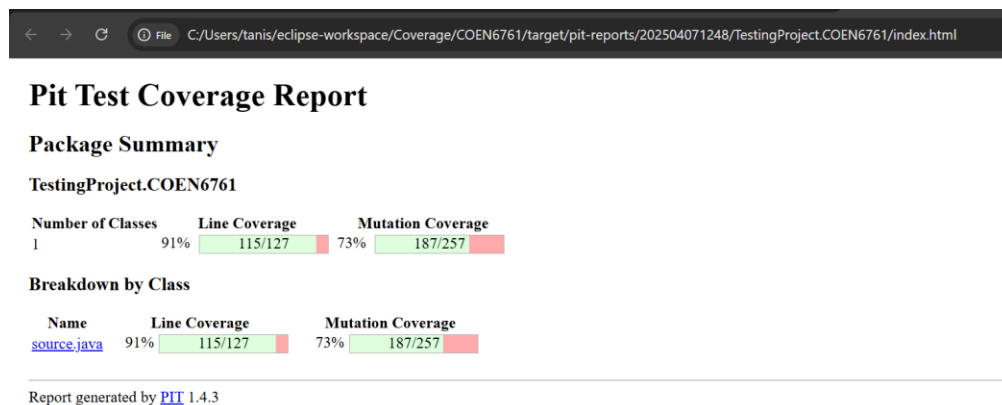 File C:/Users/tanis/eclipse-workspace/Coverage/COEN6761/target/pit-reports/202504071248/TestingProject.COEN6761/index.html
Pit Test Coverage Report
Package Summary
TestingProject.COEN6761
Number of Classes Line Coverage Mutation Coverage
1 91% 115/127 73% 187/257
Breakdown by Class
Name Line Coverage Mutation Coverage
source.java 91% 115/127 73% 187/257
Report generated by PIT 1.4.3